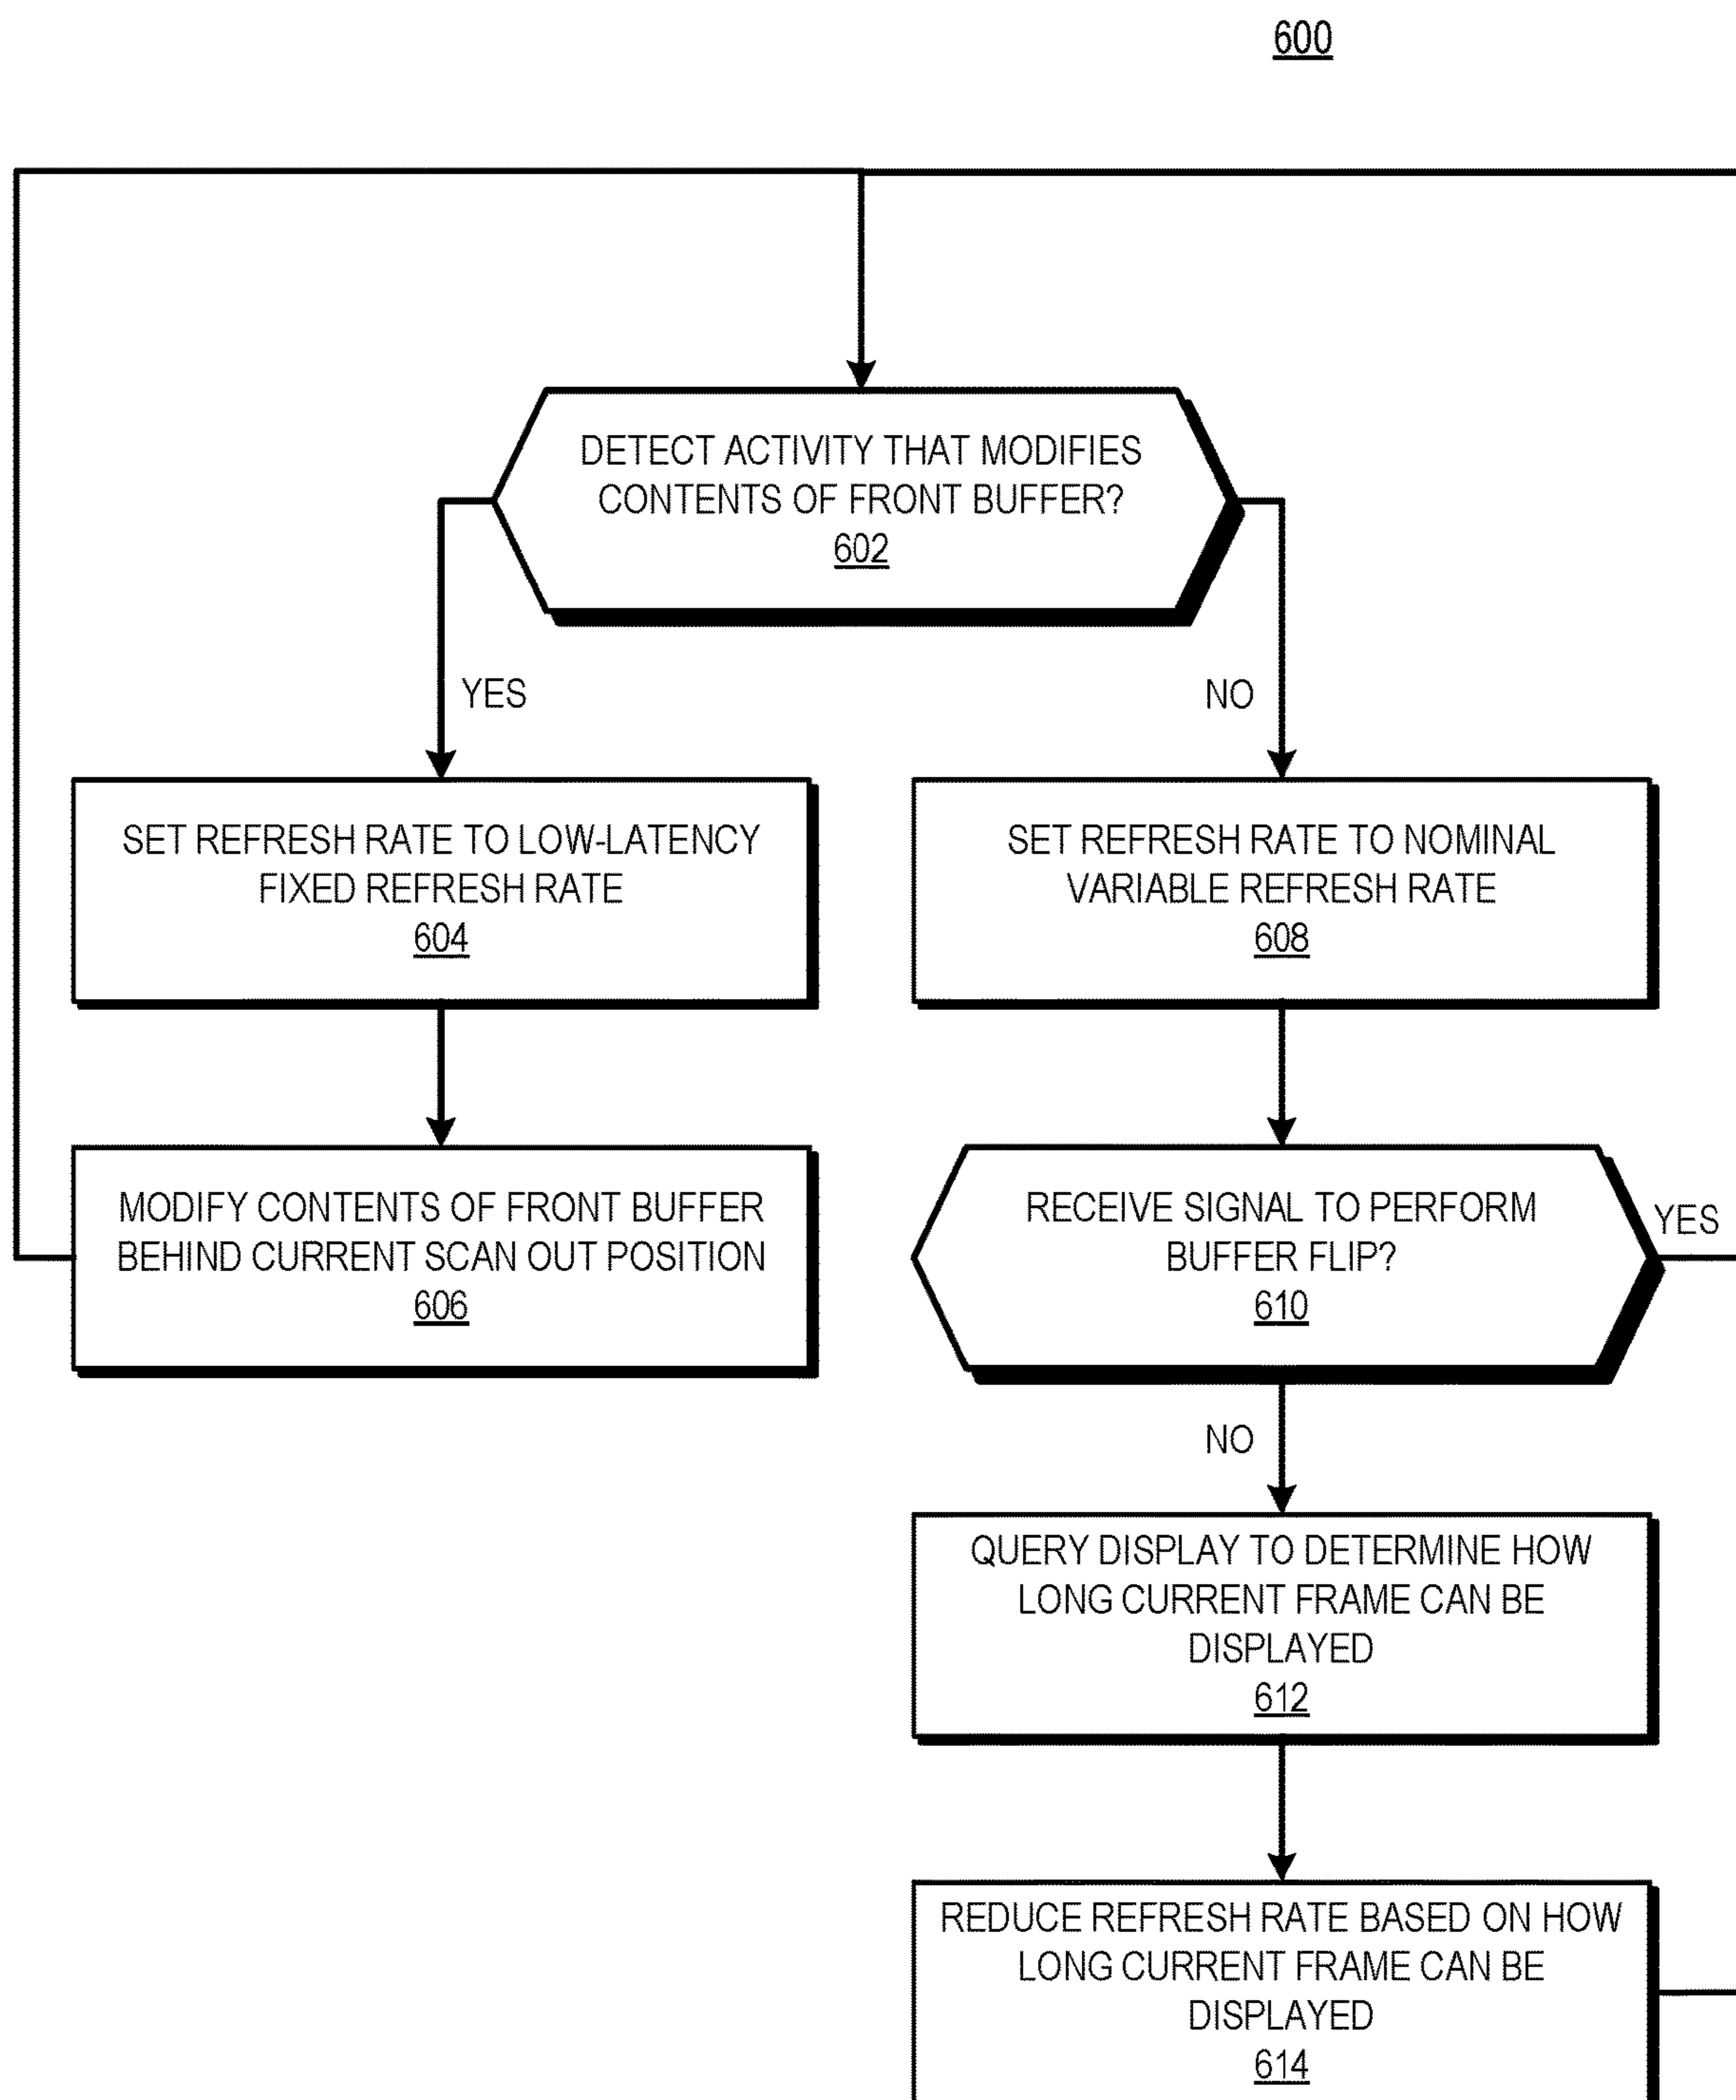 600
DETECT ACTIVITY THAT MODIFIES
CONTENTS OF FRONT BUFFER?
602
YES
NO
SET REFRESH RATE TO LOW-LATENCY
FIXED REFRESH RATE
604
SET REFRESH RATE TO NOMINAL
VARIABLE REFRESH RATE
608
MODIFY CONTENTS OF FRONT BUFFER
BEHIND CURRENT SCAN OUT POSITION
606
RECEIVE SIGNAL TO PERFORM
BUFFER FLIP?
610
YES
NO
QUERY DISPLAY TO DETERMINE HOW
LONG CURRENT FRAME CAN BE
DISPLAYED
612
REDUCE REFRESH RATE BASED ON HOW
LONG CURRENT FRAME CAN BE
DISPLAYED
614